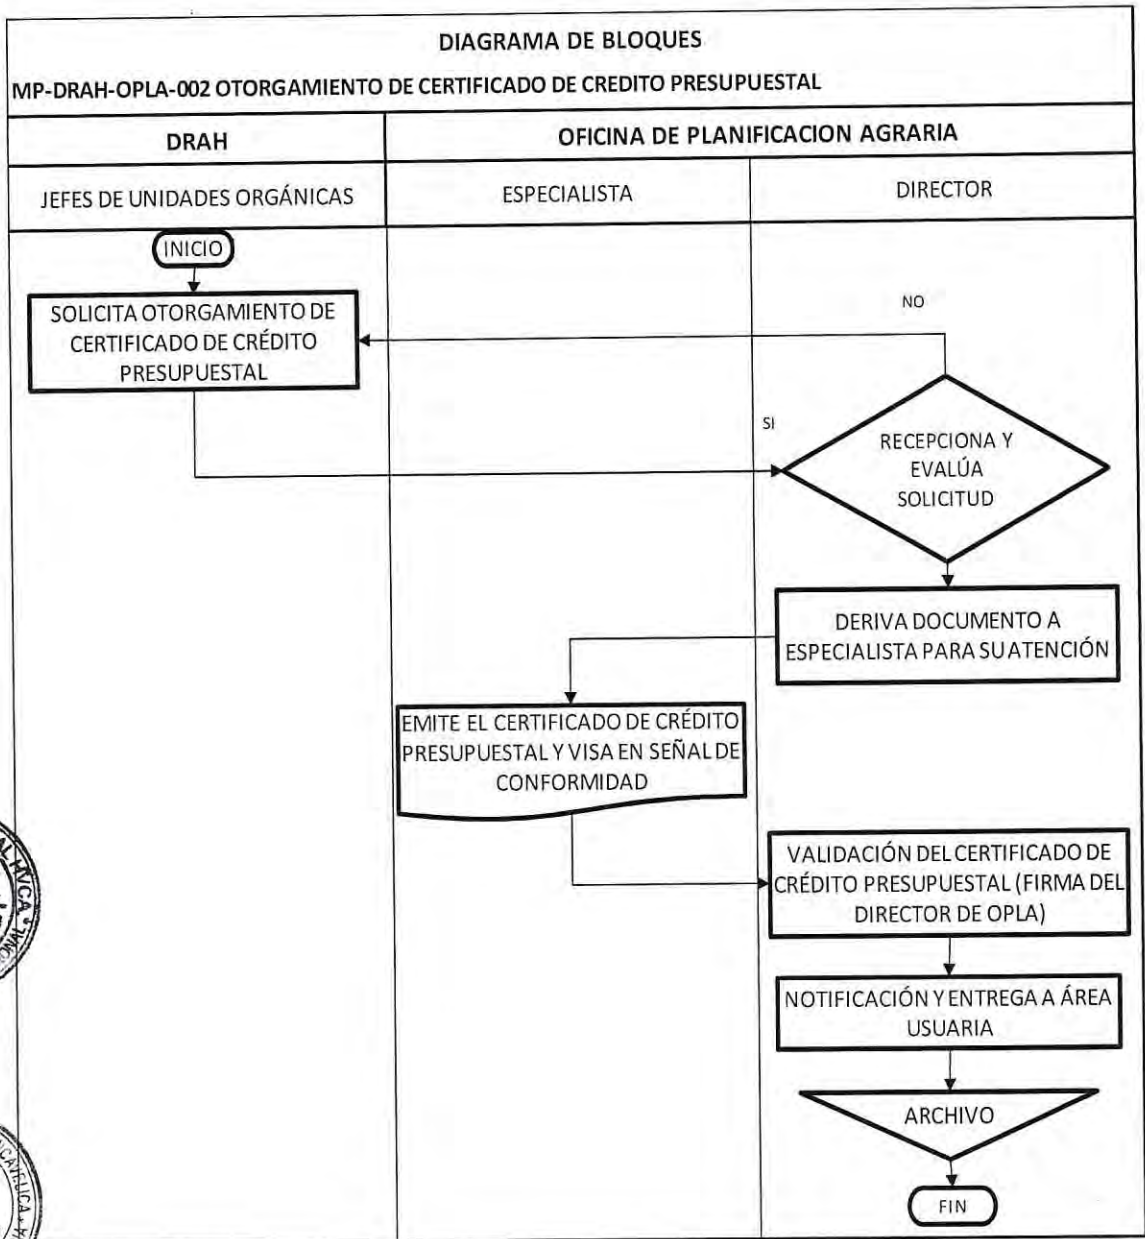 DIAGRAMA DE BLOQUES
MP-DRAH-OPLA-002 OTORGAMIENTO DE CERTIFICADO DE CREDITO PRESUPUESTAL
DRAH
OFICINA DE PLANIFICACION AGRARIA
JEFES DE UNIDADES ORGÁNICAS
ESPECIALISTA
DIRECTOR
INICIO
SOLICITA OTORGAMIENTO DE
CERTIFICADO DE CRÉDITO
PRESUPUESTAL
NO
SI
RECEPCIONA Y
EVALÚA
SOLICITUD
DERIVA DOCUMENTO A
ESPECIALISTA PARA SU ATENCIÓN
EMITE EL CERTIFICADO DE CRÉDITO
PRESUPUESTAL Y VISA EN SEÑAL DE
CONFORMIDAD
VALIDACIÓN DEL CERTIFICADO DE
CRÉDITO PRESUPUESTAL (FIRMA DEL
DIRECTOR DE OPLA)
NOTIFICACIÓN Y ENTREGA A ÁREA
USUARIA
ARCHIVO
FIN
HVCA